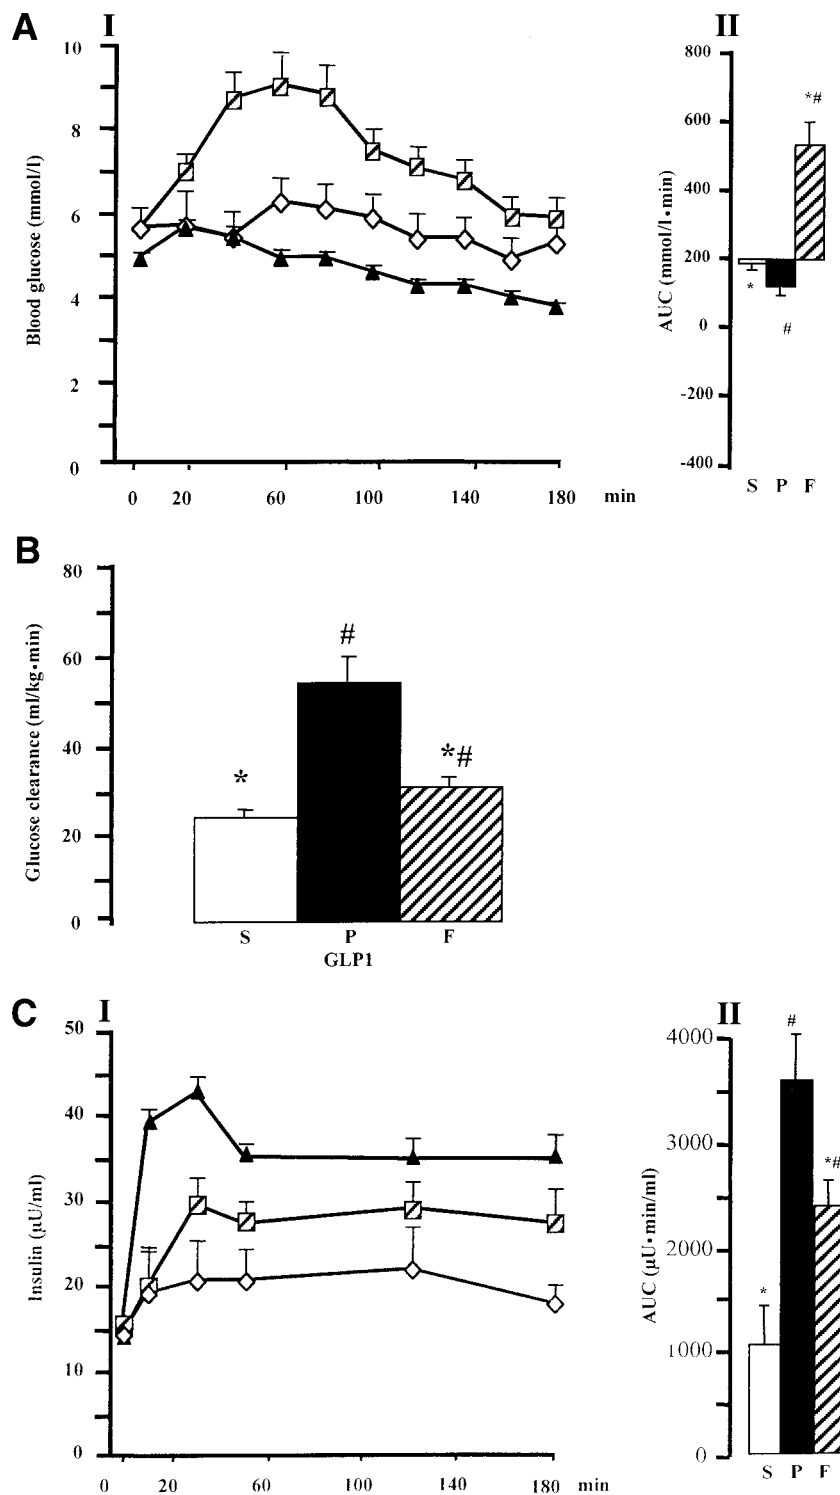 A
I
II
10
8
6
4
2
0
Blood glucose (mmol/l)
0 20 60 100 140 180 min
800
600
400
200
0
-200
-400
AUC (mmol/l•min)
*#
*
#
S P F
B
80
60
40
20
0
Glucose clearance (ml/kg•min)
*
#
*#
S P F
GLP1
C
I
II
50
40
30
20
10
0
Insulin (µU/ml)
0 20 60 100 140 180 min
4000
3000
2000
1000
0
AUC (µU•min/ml)
#
*#
*
S P F